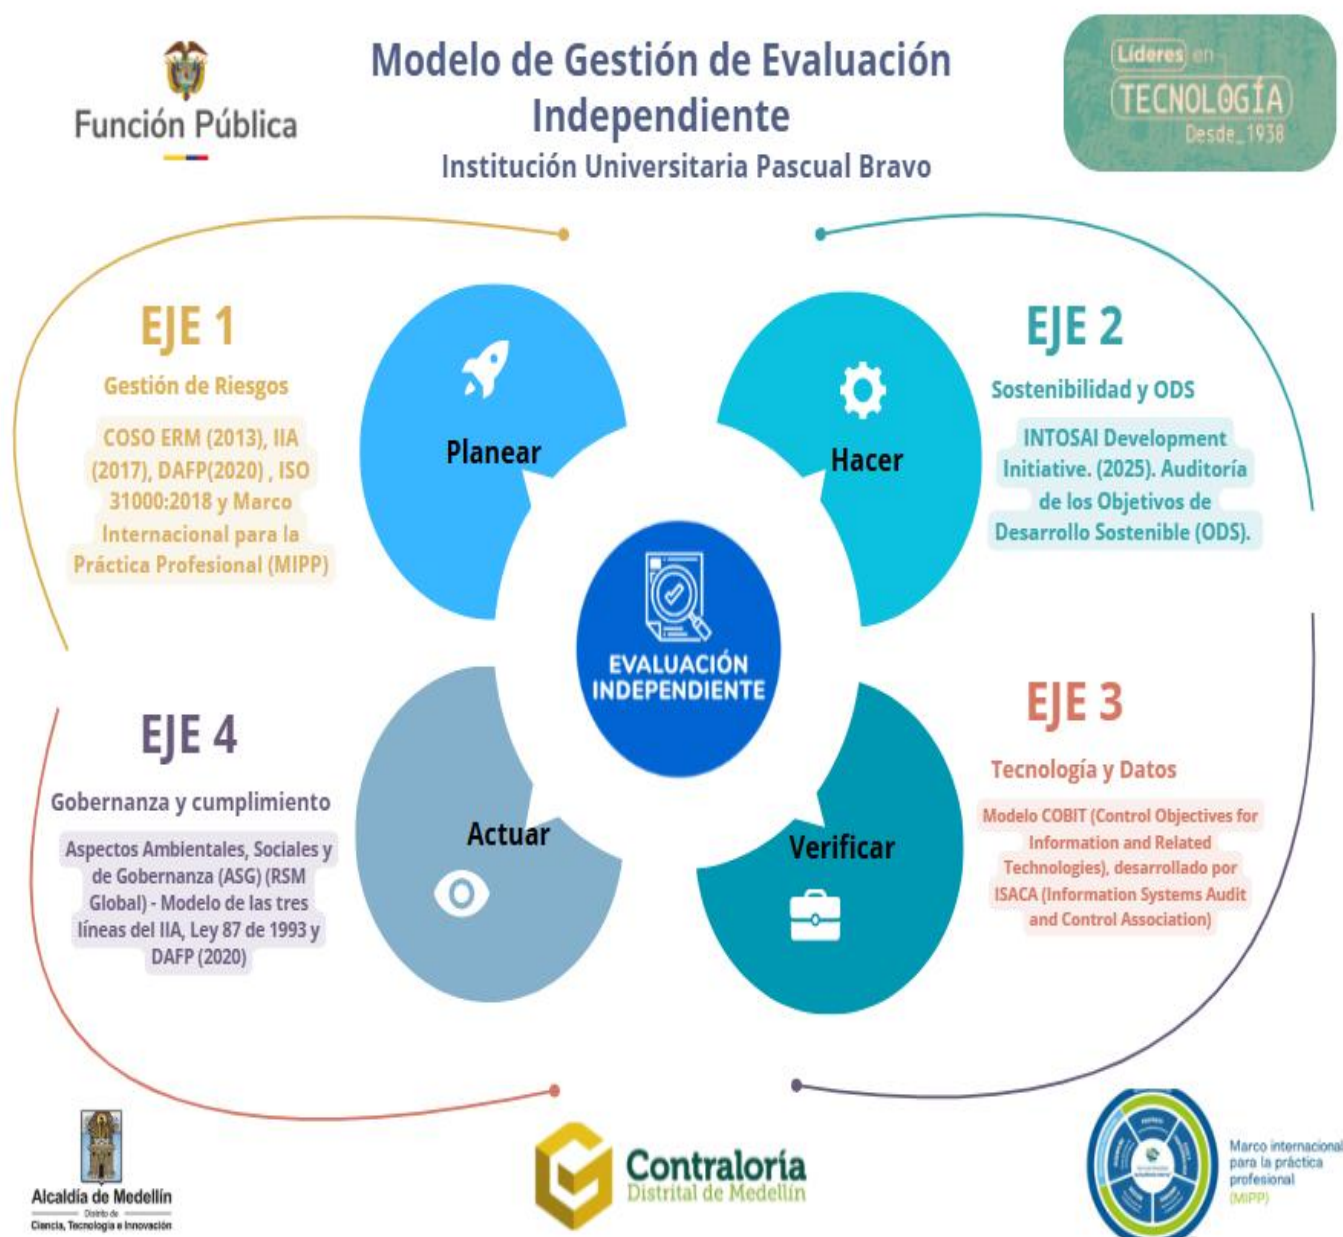 Función Pública
Modelo de Gestión de Evaluación
Independiente
Institución Universitaria Pascual Bravo
Líderes en
TECNOLOGÍA
Desde_1938
EJE 1
Gestión de Riesgos
COSO ERM (2013), IIA
(2017), DAFP(2020) , ISO
31000:2018 y Marco
Internacional para la
Práctica Profesional (MIPP)
Planear
Hacer
EJE 2
Sostenibilidad y ODS
INTOSAI Development
Initiative. (2025). Auditoría
de los Objetivos de
Desarrollo Sostenible (ODS).
EVALUACIÓN
INDEPENDIENTE
EJE 4
Gobernanza y cumplimiento
Aspectos Ambientales, Sociales y
de Gobernanza (ASG) (RSM
Global) - Modelo de las tres
líneas del IIA, Ley 87 de 1993 y
DAFP (2020)
Actuar
Verificar
EJE 3
Tecnología y Datos
Modelo COBIT (Control Objectives for
Information and Related
Technologies), desarrollado por
ISACA (Information Systems Audit
and Control Association)
Alcaldía de Medellín
Distrito de
Ciencia, Tecnología e Innovación
Contraloría
Distrital de Medellín
Marco internacional
para la práctica
profesional
(MIPP)